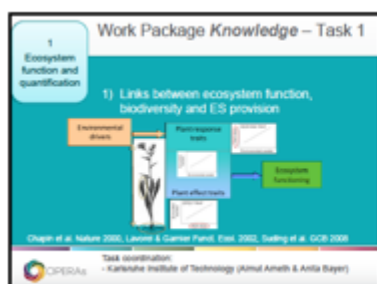 Work Package Knowledge – Task 1
1
Ecosystem
function and
quantification
1) Links between ecosystem function,
biodiversity and ES provision
Environmental
drivers
Plant response
traits
Ecosystem
functioning
Plant effect traits
Chapin et al. Nature 2000, Lavorel & Garnier Funct. Ecol. 2002, Suding et al. GCB 2008
Task coordination:
- Karlsruhe Institute of Technology (Almut Arneth & Anita Bayer)
OPERAs